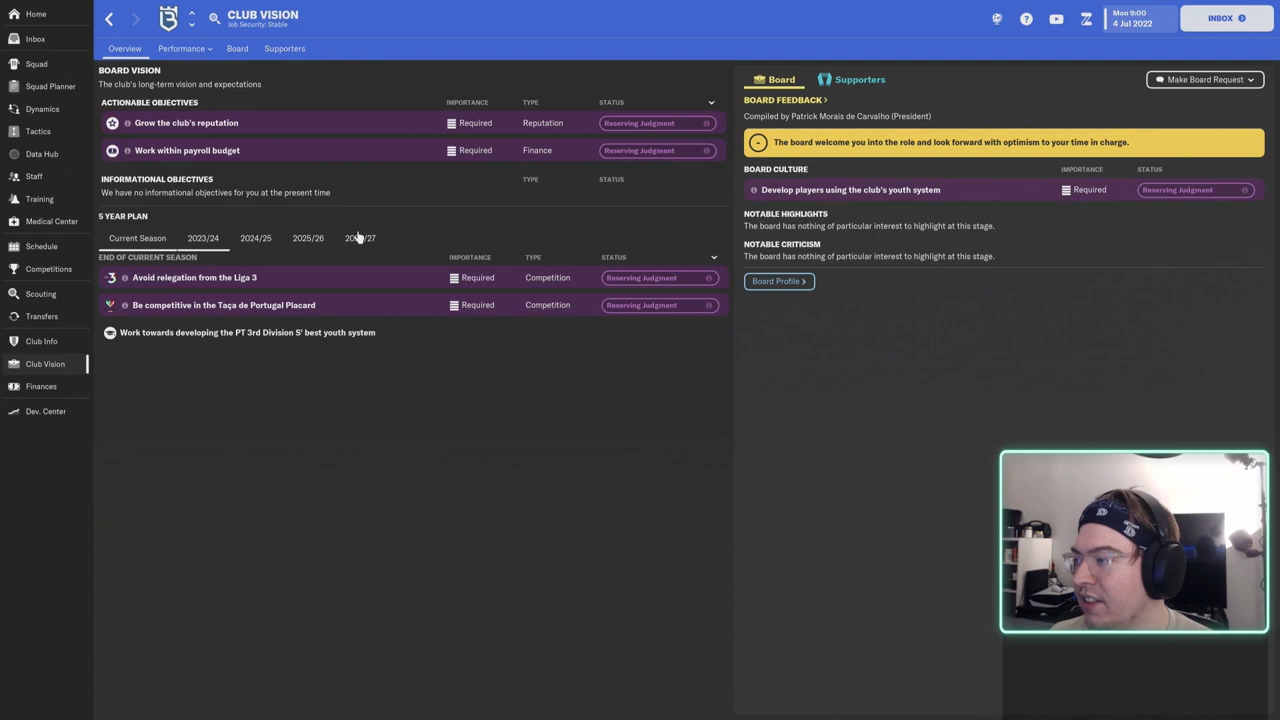 Home
Inbox
Squad
Squad Planner
Dynamics
Tactics
Data Hub
Staff
Training
Medical Center
Schedule
Competitions
Scouting
Transfers
Club Info
Club Vision
Finances
Dev. Center
CLUB VISION
Job Security: Stable
Mon 9:00
4 Jul 2022
INBOX
Overview Performance Board Supporters
BOARD VISION
The club's long-term vision and expectations
ACTIONABLE OBJECTIVES IMPORTANCE TYPE STATUS
Grow the club's reputation Required Reputation Reserving Judgment
Work within payroll budget Required Finance Reserving Judgment
INFORMATIONAL OBJECTIVES TYPE STATUS
We have no informational objectives for you at the present time
5 YEAR PLAN
Current Season 2023/24 2024/25 2025/26
END OF CURRENT SEASON IMPORTANCE TYPE STATUS
Avoid relegation from the Liga 3 Required Competition Reserving Judgment
Be competitive in the Taça de Portugal Placard Required Competition Reserving Judgment
Work towards developing the PT 3rd Division S' best youth system
Board Supporters Make Board Request
BOARD FEEDBACK >
Compiled by Patrick Morais de Carvalho (President)
The board welcome you into the role and look forward with optimism to your time in charge.
BOARD CULTURE IMPORTANCE STATUS
Develop players using the club's youth system Required Reserving Judgment
NOTABLE HIGHLIGHTS
The board has nothing of particular interest to highlight at this stage.
NOTABLE CRITICISM
The board has nothing of particular interest to highlight at this stage.
Board Profile >